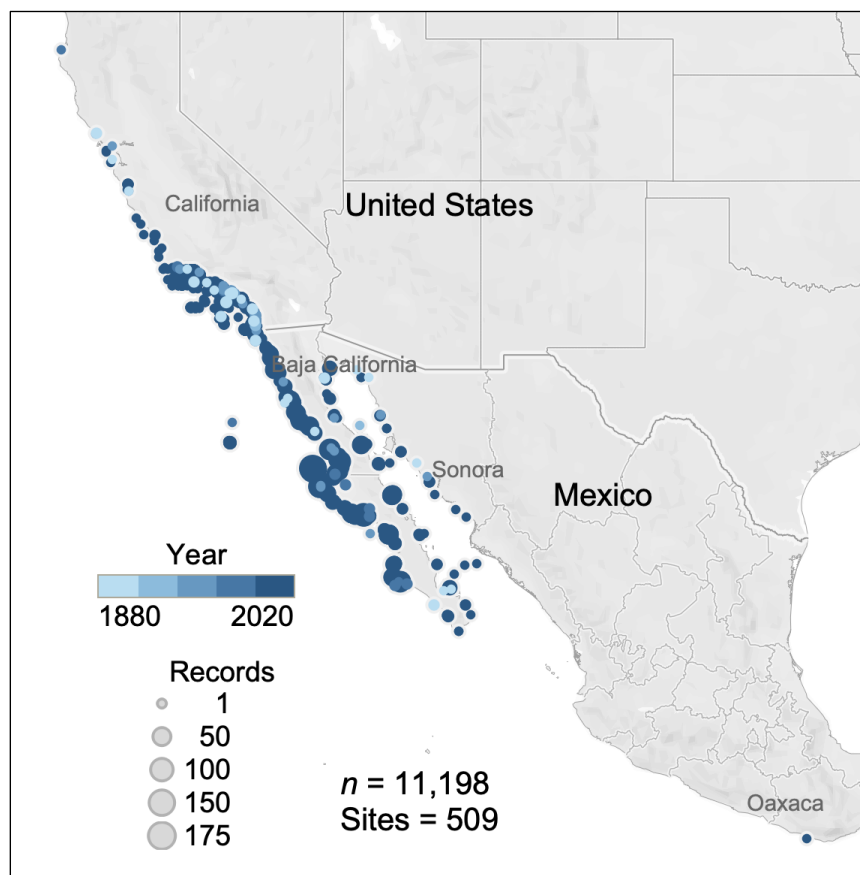 California
United States
Baja California
Sonora
Mexico
Year
1880 2020
Records
1
50
100
150
175
n = 11,198
Sites = 509
Oaxaca